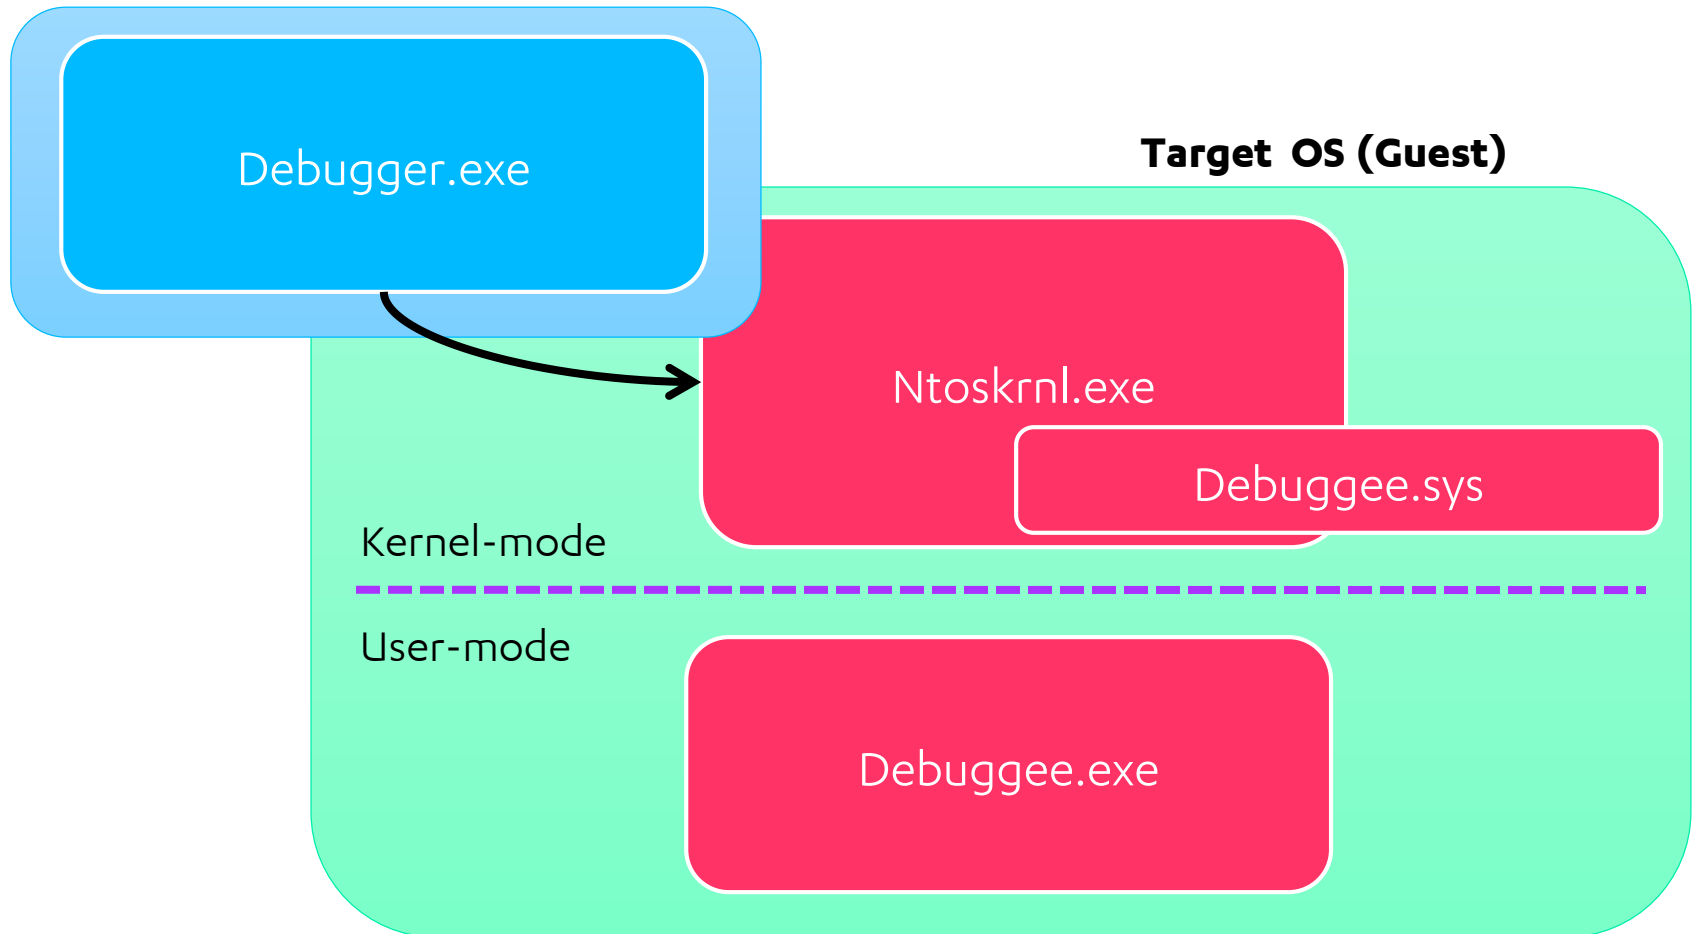 Debugger.exe
Target OS (Guest)
Ntoskrnl.exe
Debuggee.sys
Kernel-mode
User-mode
Debuggee.exe